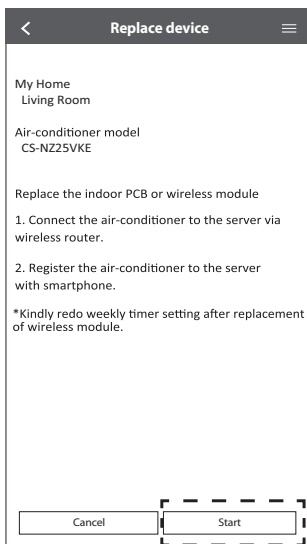 Replace device
My Home
Living Room
Air-conditioner model
CS-NZ25VKE
Replace the indoor PCB or wireless module
1. Connect the air-conditioner to the server via
wireless router.
2. Register the air-conditioner to the server
with smartphone.
*Kindly redo weekly timer setting after replacement
of wireless module.
Cancel
Start